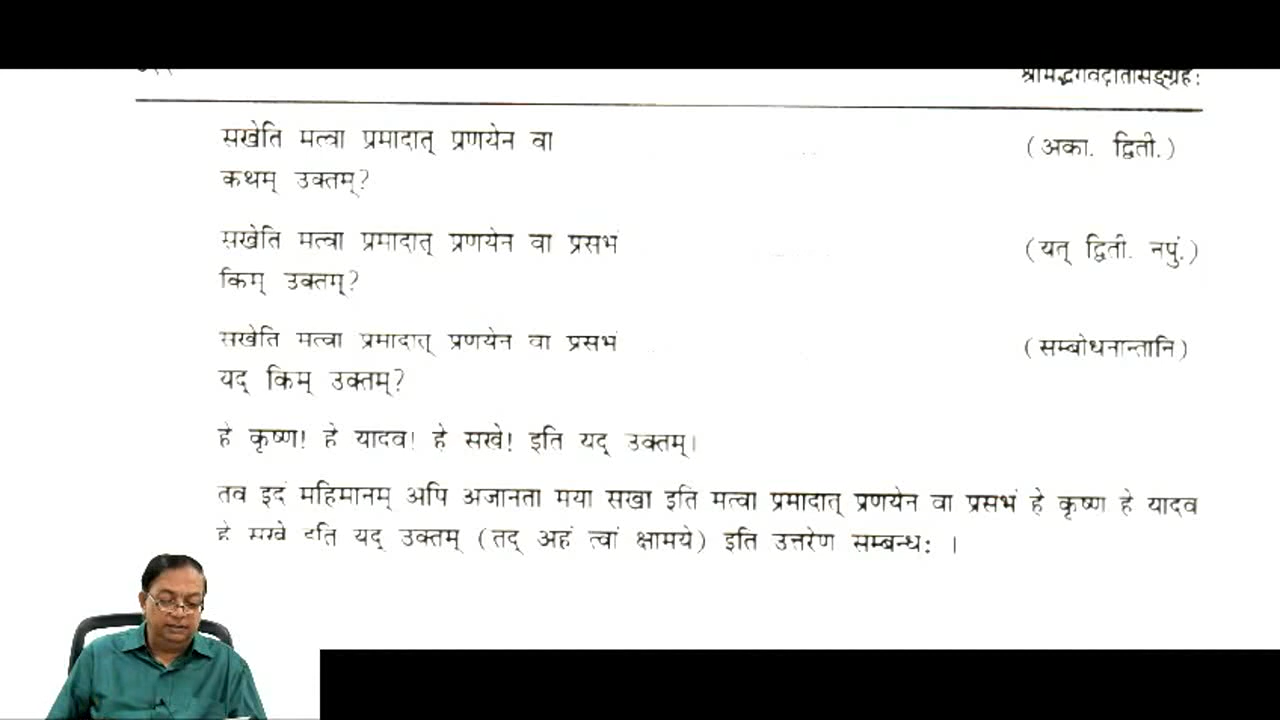 श्रीमद्भगवद्गीतासङ्ग्रहः
सखेति मत्वा प्रमादात् प्रणयेन वा (अका. द्विती.)
कथम् उक्तम्?
सखेति मत्वा प्रमादात् प्रणयेन वा प्रसभं (यत् द्विती. नपुं.)
किम् उक्तम्?
सखेति मत्वा प्रमादात् प्रणयेन वा प्रसभं (सम्बोधनान्तानि)
यद् किम् उक्तम्?
हे कृष्ण! हे यादव! हे सखे! इति यद् उक्तम्।
तव इदं महिमानम् अपि अजानता मया सखा इति मत्वा प्रमादात् प्रणयेन वा प्रसभं हे कृष्ण हे यादव
हे सखे इति यद् उक्तम् (तद् अहं त्वां क्षामये) इति उत्तरेण सम्बन्धः ।